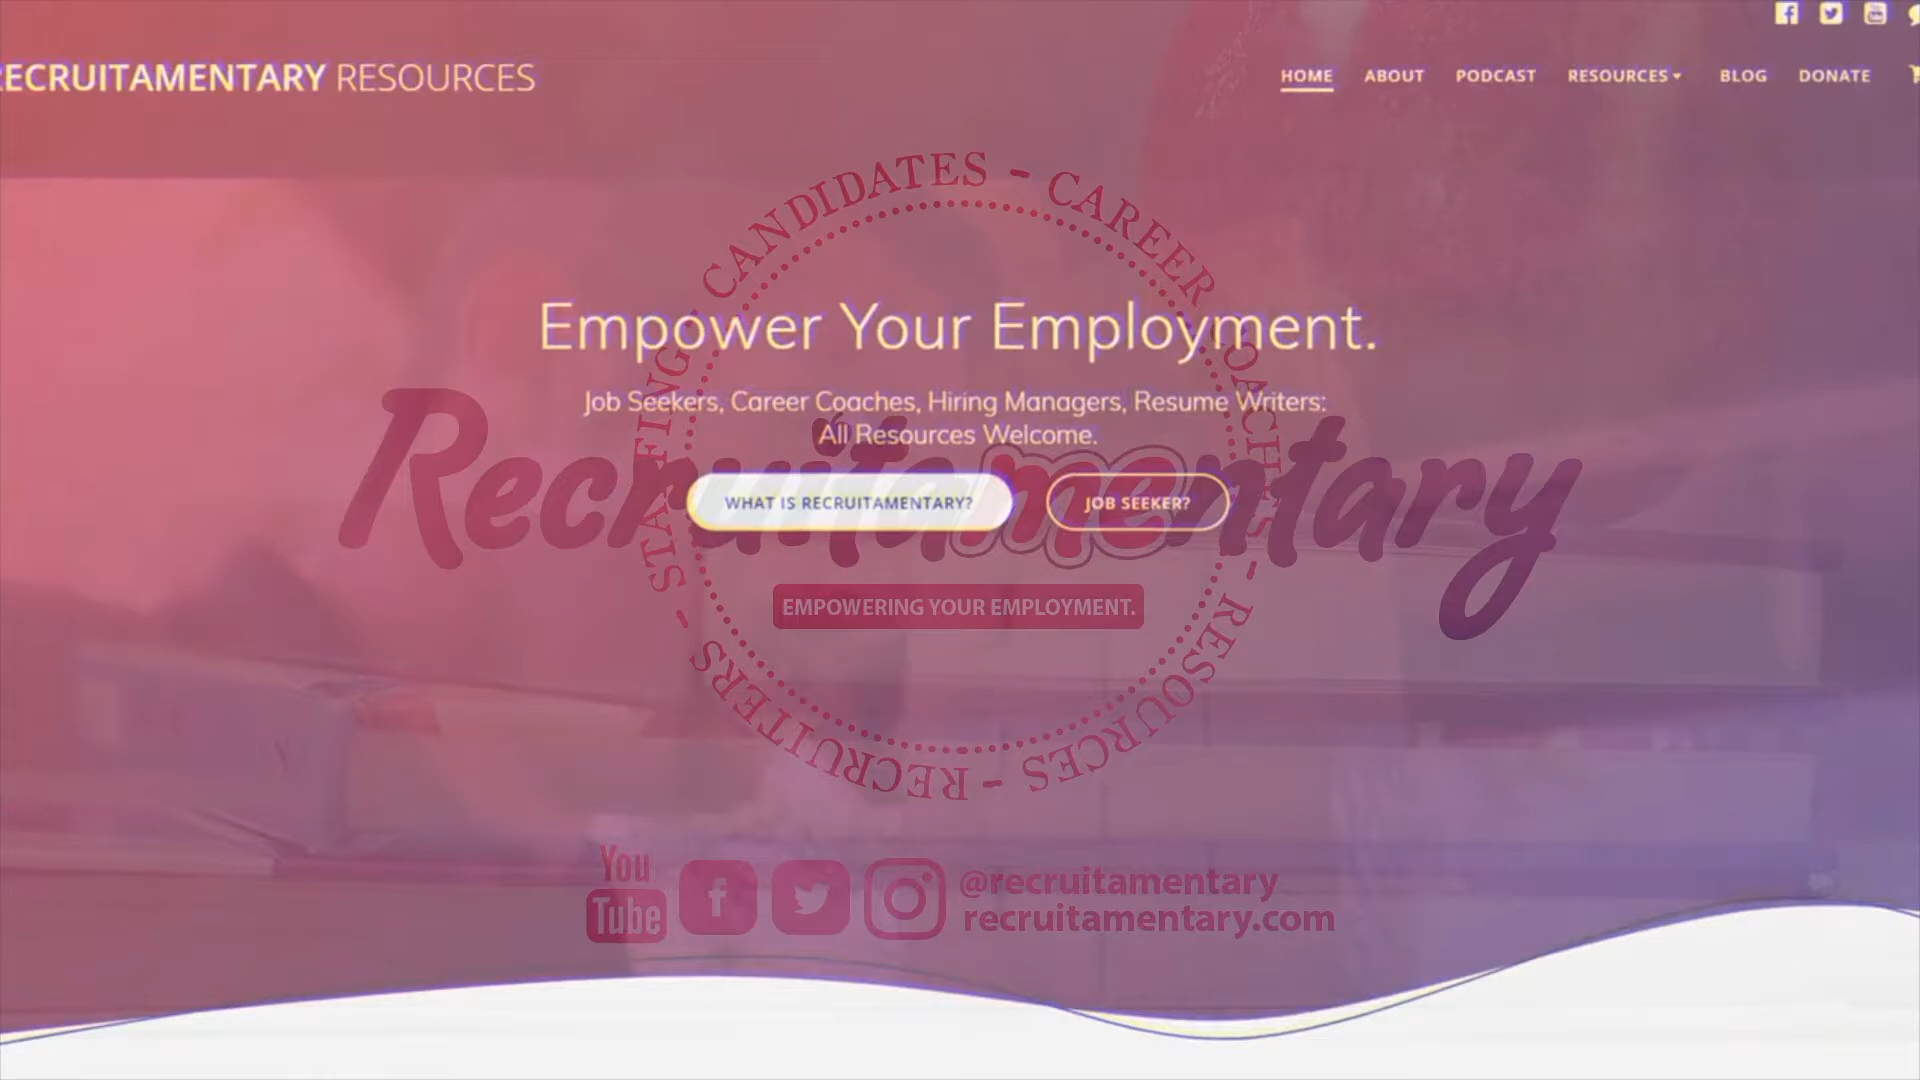 RECRUITAMENTARY RESOURCES
HOME ABOUT PODCAST RESOURCES BLOG DONATE
STAFFING - CANDIDATES - CAREER COACHES - RESOURCES - RECRUITERS -
Empower Your Employment.
Job Seekers, Career Coaches, Hiring Managers, Resume Writers:
All Resources Welcome.
Recruitamentary
WHAT IS RECRUITAMENTARY? JOB SEEKER?
EMPOWERING YOUR EMPLOYMENT.
You
Tube
@recruitamentary
recruitamentary.com